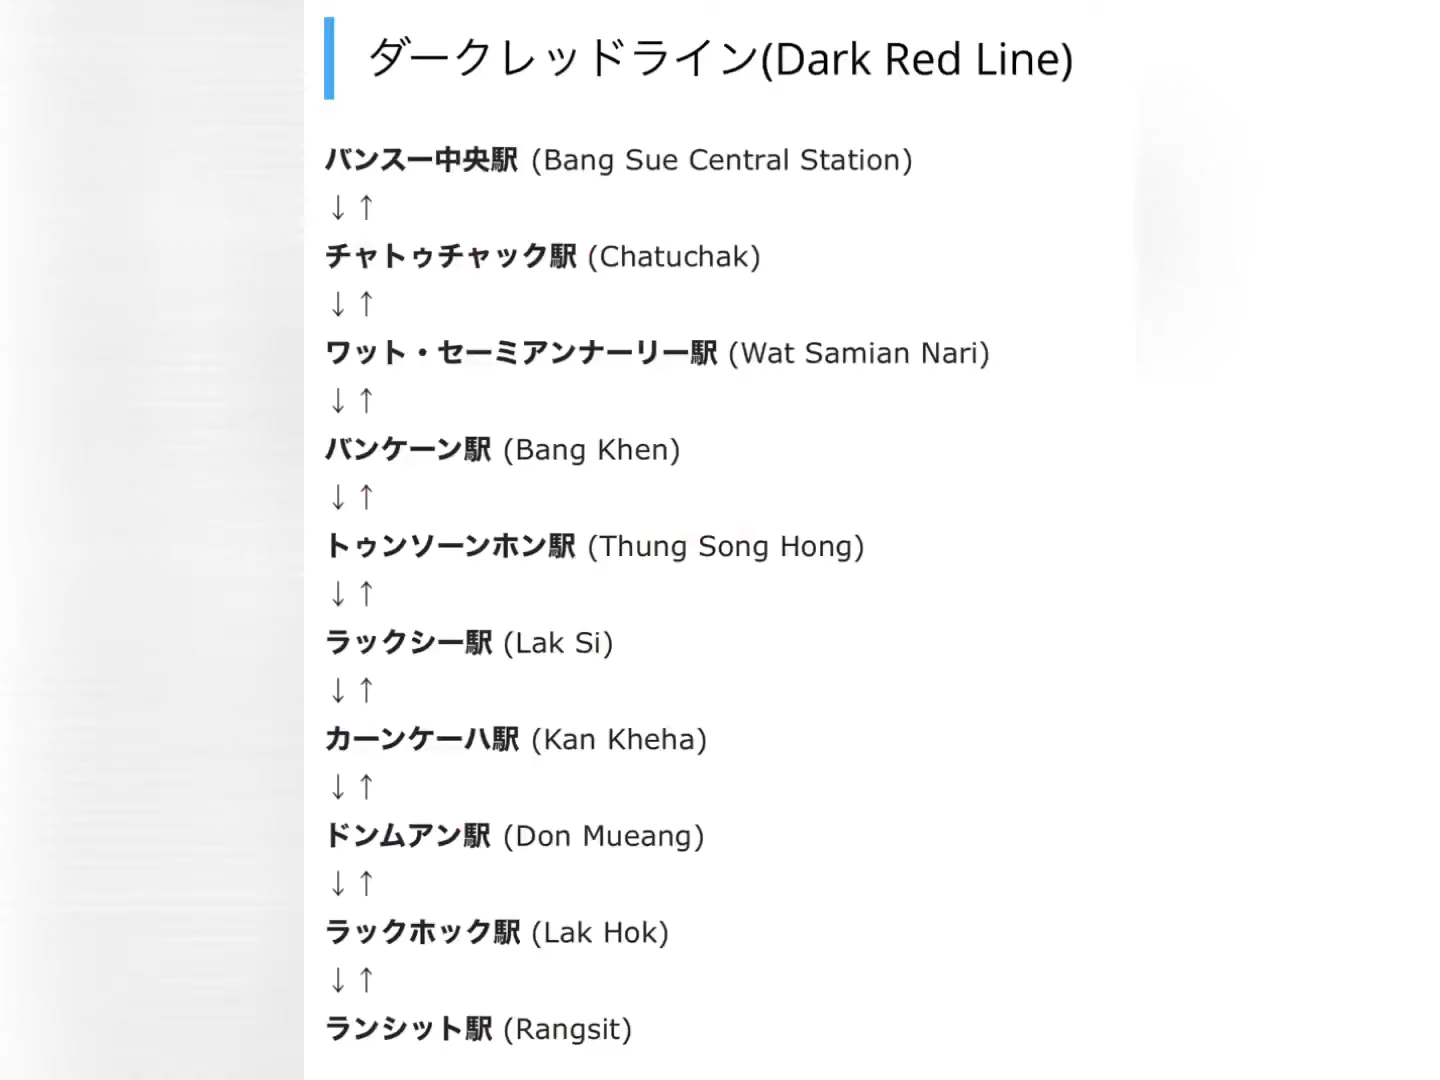 ダークレッドライン(Dark Red Line)
バンスー中央駅 (Bang Sue Central Station)
↓↑
チャトゥチャック駅 (Chatuchak)
↓↑
ワット・セーミアンナーリー駅 (Wat Samian Nari)
↓↑
バンケーン駅 (Bang Khen)
↓↑
トゥンソーンホン駅 (Thung Song Hong)
↓↑
ラックシー駅 (Lak Si)
↓↑
カーンケーハ駅 (Kan Kheha)
↓↑
ドンムアン駅 (Don Mueang)
↓↑
ラックホック駅 (Lak Hok)
↓↑
ランシット駅 (Rangsit)